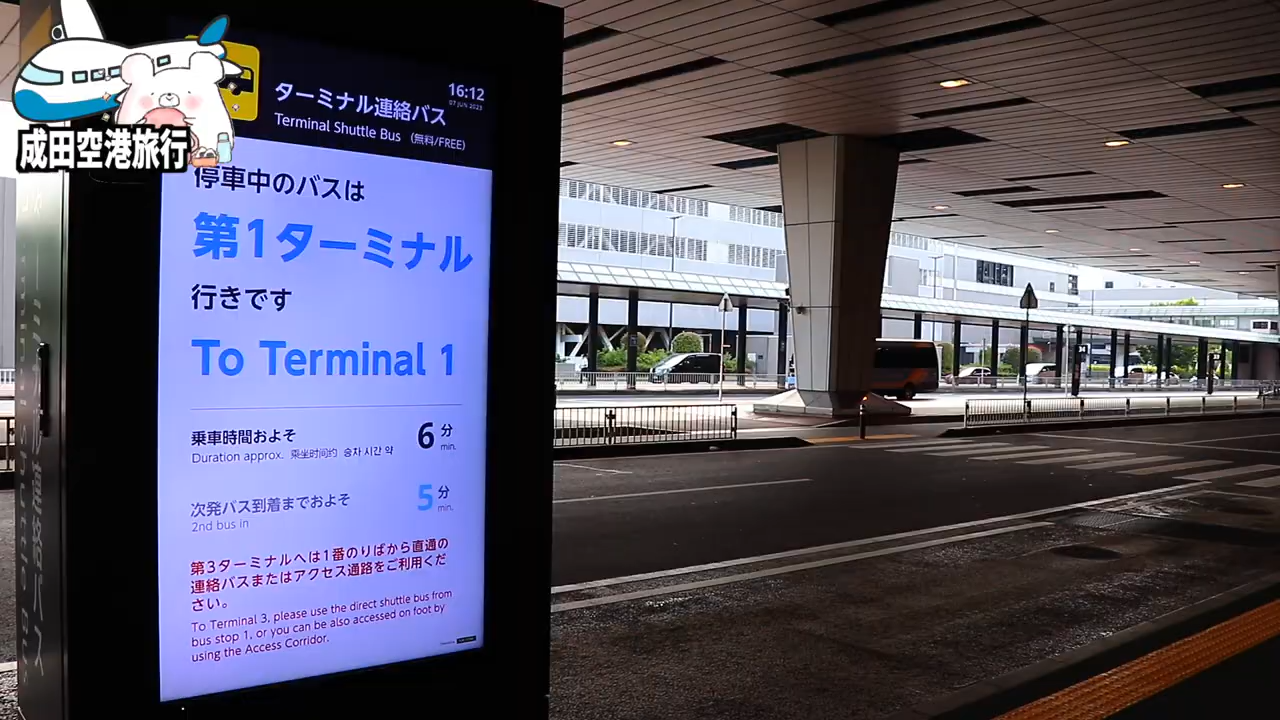 成田空港旅行
ターミナル連絡バス
16:12
07 JUN 2023
Terminal Shuttle Bus (無料/FREE)
停車中のバスは
第1ターミナル
行きです
To Terminal 1
乗車時間およそ 6 分
Duration approx. 乘坐时间约 승차 시간 약 min.
次発バス到着までおよそ 5 分
2nd bus in min.
第3ターミナルへは1番のりばから直通の
連絡バスまたはアクセス通路をご利用くだ
さい。
To Terminal 3, please use the direct shuttle bus from
bus stop 1, or you can be also accessed on foot by
using the Access Corridor.